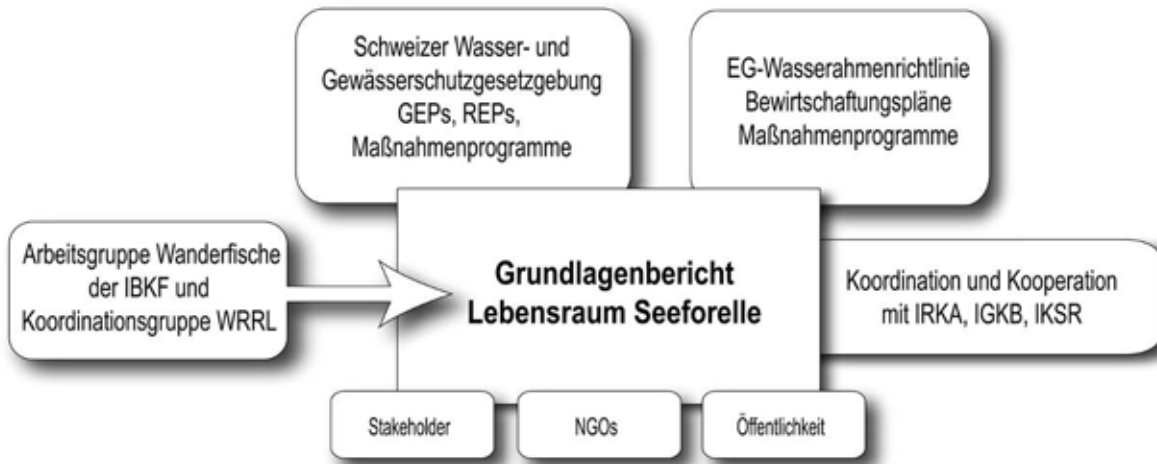 Schweizer Wasser- und
Gewässerschutzgesetzgebung
GEPs, REPs,
Maßnahmenprogramme
EG-Wasserahmenrichtlinie
Bewirtschaftungspläne
Maßnahmenprogramme
Arbeitsgruppe Wanderfische
der IBKF und
Koordinationsgruppe WRRL
Grundlagenbericht
Lebensraum Seeforelle
Koordination und Kooperation
mit IRKA, IGKB, IKSR
Stakeholder
NGOs
Öffentlichkeit